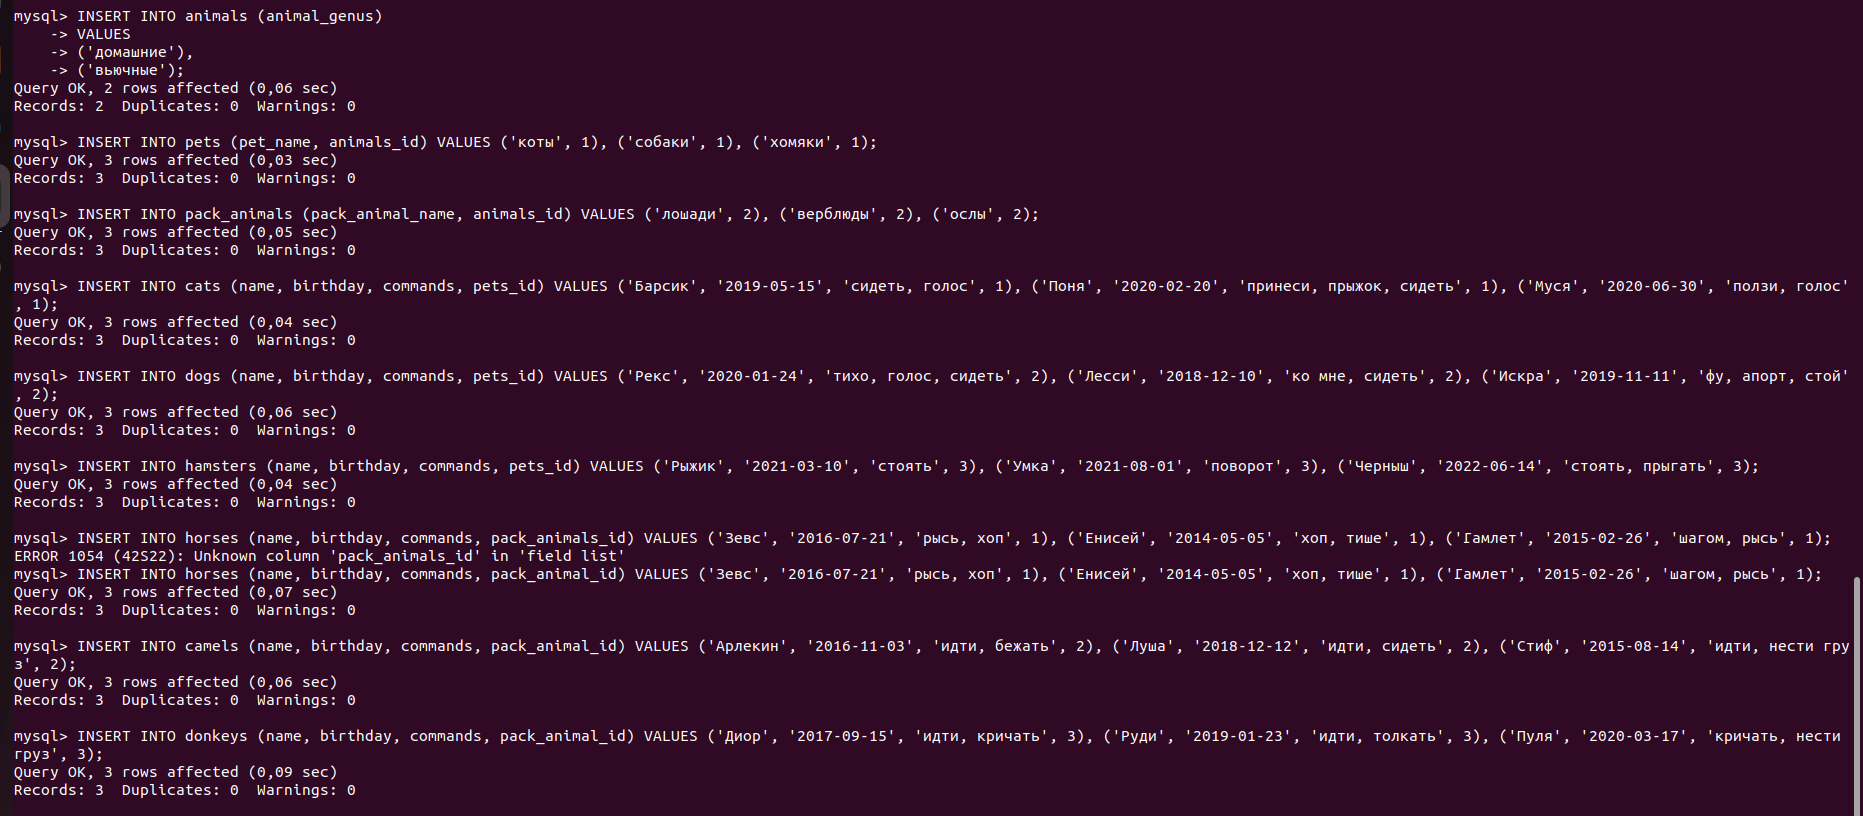 mysql> INSERT INTO animals (animal_genus)
    -> VALUES
    -> ('домашние'),
    -> ('вьючные');
Query OK, 2 rows affected (0,06 sec)
Records: 2  Duplicates: 0  Warnings: 0

mysql> INSERT INTO pets (pet_name, animals_id) VALUES ('коты', 1), ('собаки', 1), ('хомяки', 1);
Query OK, 3 rows affected (0,03 sec)
Records: 3  Duplicates: 0  Warnings: 0

mysql> INSERT INTO pack_animals (pack_animal_name, animals_id) VALUES ('лошади', 2), ('верблюды', 2), ('ослы', 2);
Query OK, 3 rows affected (0,05 sec)
Records: 3  Duplicates: 0  Warnings: 0

mysql> INSERT INTO cats (name, birthday, commands, pets_id) VALUES ('Барсик', '2019-05-15', 'сидеть, голос', 1), ('Поня', '2020-02-20', 'принеси, прыжок, сидеть', 1), ('Муся', '2020-06-30', 'ползи, голос'
, 1);
Query OK, 3 rows affected (0,04 sec)
Records: 3  Duplicates: 0  Warnings: 0

mysql> INSERT INTO dogs (name, birthday, commands, pets_id) VALUES ('Рекс', '2020-01-24', 'тихо, голос, сидеть', 2), ('Лесси', '2018-12-10', 'ко мне, сидеть', 2), ('Искра', '2019-11-11', 'фу, апорт, стой'
, 2);
Query OK, 3 rows affected (0,06 sec)
Records: 3  Duplicates: 0  Warnings: 0

mysql> INSERT INTO hamsters (name, birthday, commands, pets_id) VALUES ('Рыжик', '2021-03-10', 'стоять', 3), ('Умка', '2021-08-01', 'поворот', 3), ('Черныш', '2022-06-14', 'стоять, прыгать', 3);
Query OK, 3 rows affected (0,04 sec)
Records: 3  Duplicates: 0  Warnings: 0

mysql> INSERT INTO horses (name, birthday, commands, pack_animals_id) VALUES ('Зевс', '2016-07-21', 'рысь, хоп', 1), ('Енисей', '2014-05-05', 'хоп, тише', 1), ('Гамлет', '2015-02-26', 'шагом, рысь', 1);
ERROR 1054 (42S22): Unknown column 'pack_animals_id' in 'field list'
mysql> INSERT INTO horses (name, birthday, commands, pack_animal_id) VALUES ('Зевс', '2016-07-21', 'рысь, хоп', 1), ('Енисей', '2014-05-05', 'хоп, тише', 1), ('Гамлет', '2015-02-26', 'шагом, рысь', 1);
Query OK, 3 rows affected (0,07 sec)
Records: 3  Duplicates: 0  Warnings: 0

mysql> INSERT INTO camels (name, birthday, commands, pack_animal_id) VALUES ('Арлекин', '2016-11-03', 'идти, бежать', 2), ('Луша', '2018-12-12', 'идти, сидеть', 2), ('Стиф', '2015-08-14', 'идти, нести гру
з', 2);
Query OK, 3 rows affected (0,06 sec)
Records: 3  Duplicates: 0  Warnings: 0

mysql> INSERT INTO donkeys (name, birthday, commands, pack_animal_id) VALUES ('Диор', '2017-09-15', 'идти, кричать', 3), ('Руди', '2019-01-23', 'идти, толкать', 3), ('Пуля', '2020-03-17', 'кричать, нести
груз', 3);
Query OK, 3 rows affected (0,09 sec)
Records: 3  Duplicates: 0  Warnings: 0